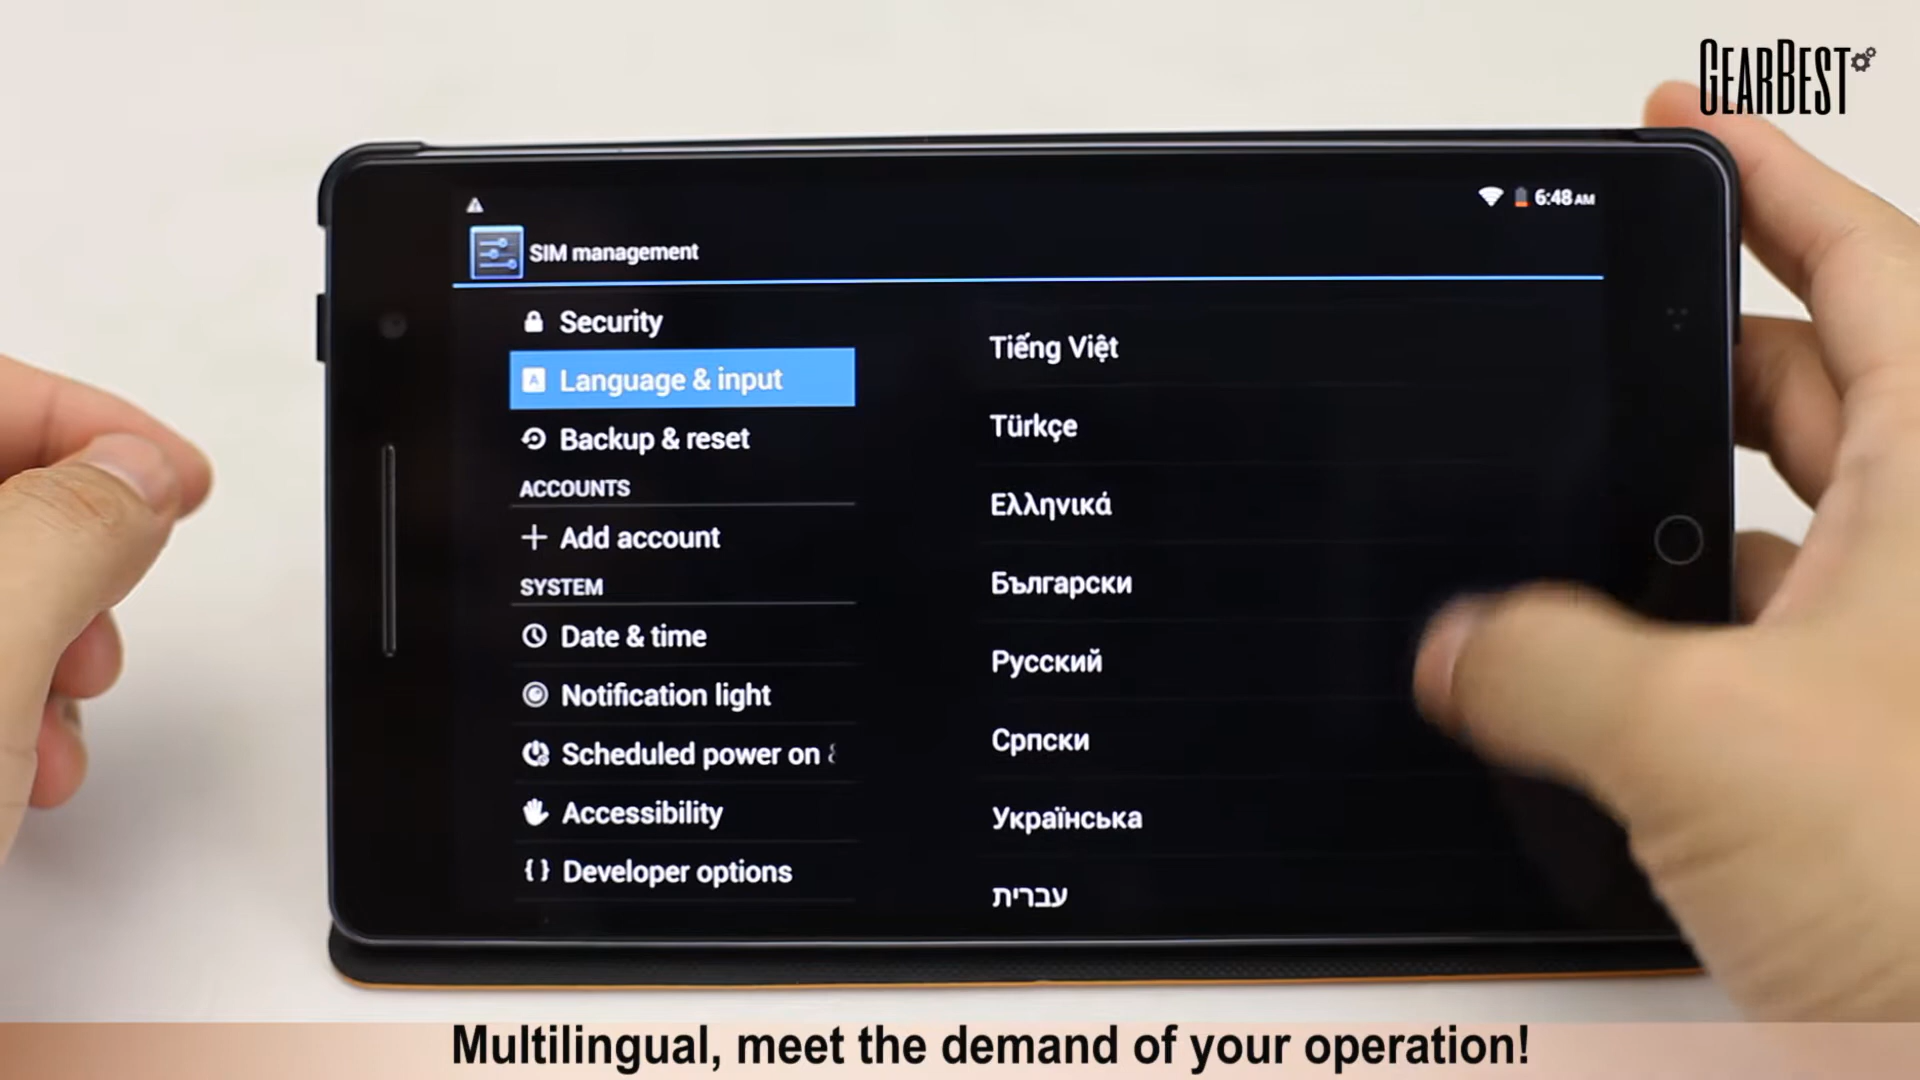 GEARBEST
6:48 AM
SIM management
Security
Language & input
Backup & reset
ACCOUNTS
Add account
SYSTEM
Date & time
Notification light
Scheduled power on
Accessibility
{ } Developer options
Tiếng Việt
Türkçe
Ελληνικά
Български
Русский
Српски
Українська
עברית
Multilingual, meet the demand of your operation!